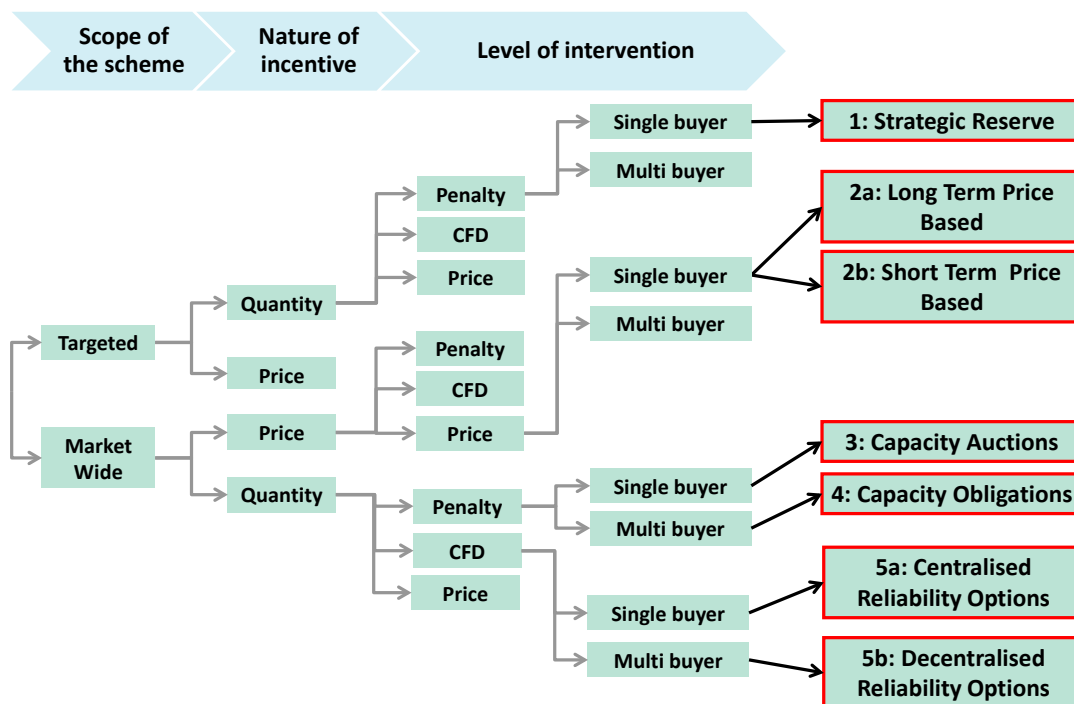 Scope of
the scheme
Nature of
incentive
Level of intervention
Single buyer
1: Strategic Reserve
Multi buyer
Penalty
2a: Long Term Price
Based
CFD
Single buyer
2b: Short Term Price
Based
Price
Quantity
Multi buyer
Targeted
Penalty
Price
CFD
Price
Price
Market
Wide
3: Capacity Auctions
Single buyer
Quantity
4: Capacity Obligations
Penalty
Multi buyer
CFD
5a: Centralised
Reliability Options
Price
Single buyer
Multi buyer
5b: Decentralised
Reliability Options